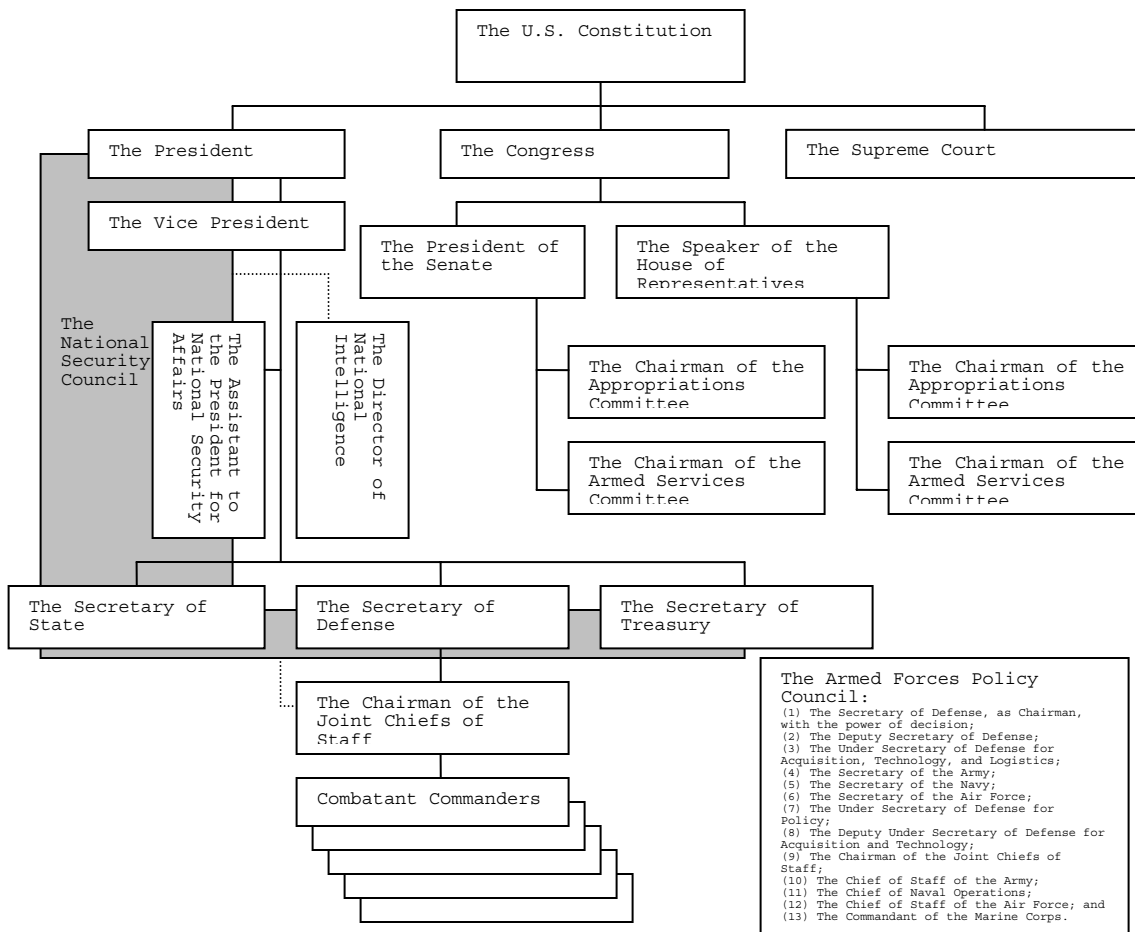 The U.S. Constitution
The President
The Congress
The Supreme Court
The Vice President
The President of
the Senate
The Speaker of the
House of
Representatives
The
National
Security
Council
The Assistant to
the President for
National Security
Affairs
The Director of
National
Intelligence
The Chairman of the
Appropriations
Committee
The Chairman of the
Appropriations
Committee
The Chairman of the
Armed Services
Committee
The Chairman of the
Armed Services
Committee
The Secretary of
State
The Secretary of
Defense
The Secretary of
Treasury
The Chairman of the
Joint Chiefs of
Staff
Combatant Commanders
The Armed Forces Policy
Council:
(1) The Secretary of Defense, as Chairman,
with the power of decision;
(2) The Deputy Secretary of Defense;
(3) The Under Secretary of Defense for
Acquisition, Technology, and Logistics;
(4) The Secretary of the Army;
(5) The Secretary of the Navy;
(6) The Secretary of the Air Force;
(7) The Under Secretary of Defense for
Policy;
(8) The Deputy Under Secretary of Defense for
Acquisition and Technology;
(9) The Chairman of the Joint Chiefs of
Staff;
(10) The Chief of Staff of the Army;
(11) The Chief of Naval Operations;
(12) The Chief of Staff of the Air Force; and
(13) The Commandant of the Marine Corps.